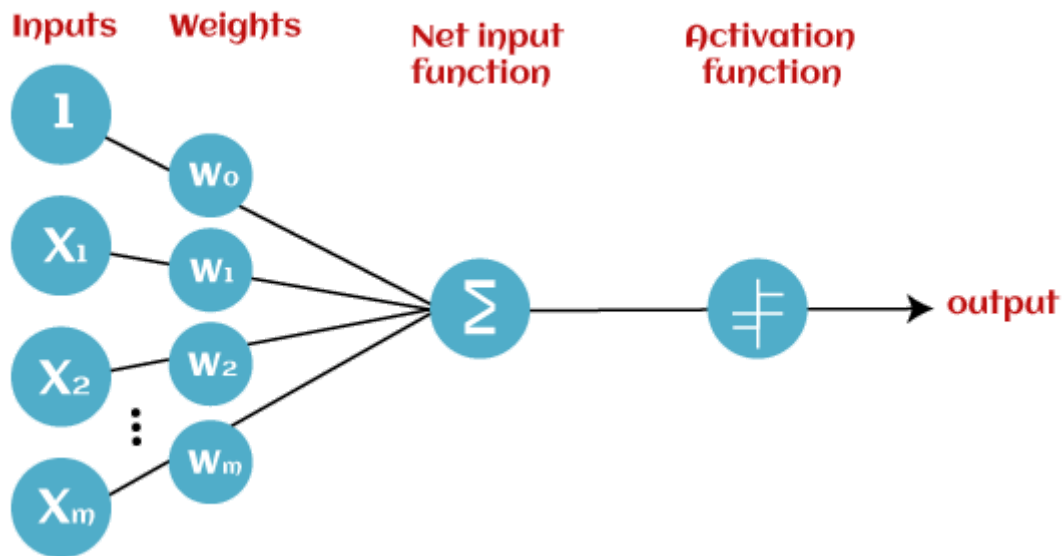 Inputs Weights Net input function Activation function
1
w₀
X₁
w₁
X₂
w₂
Xₘ
wₘ
Σ
output